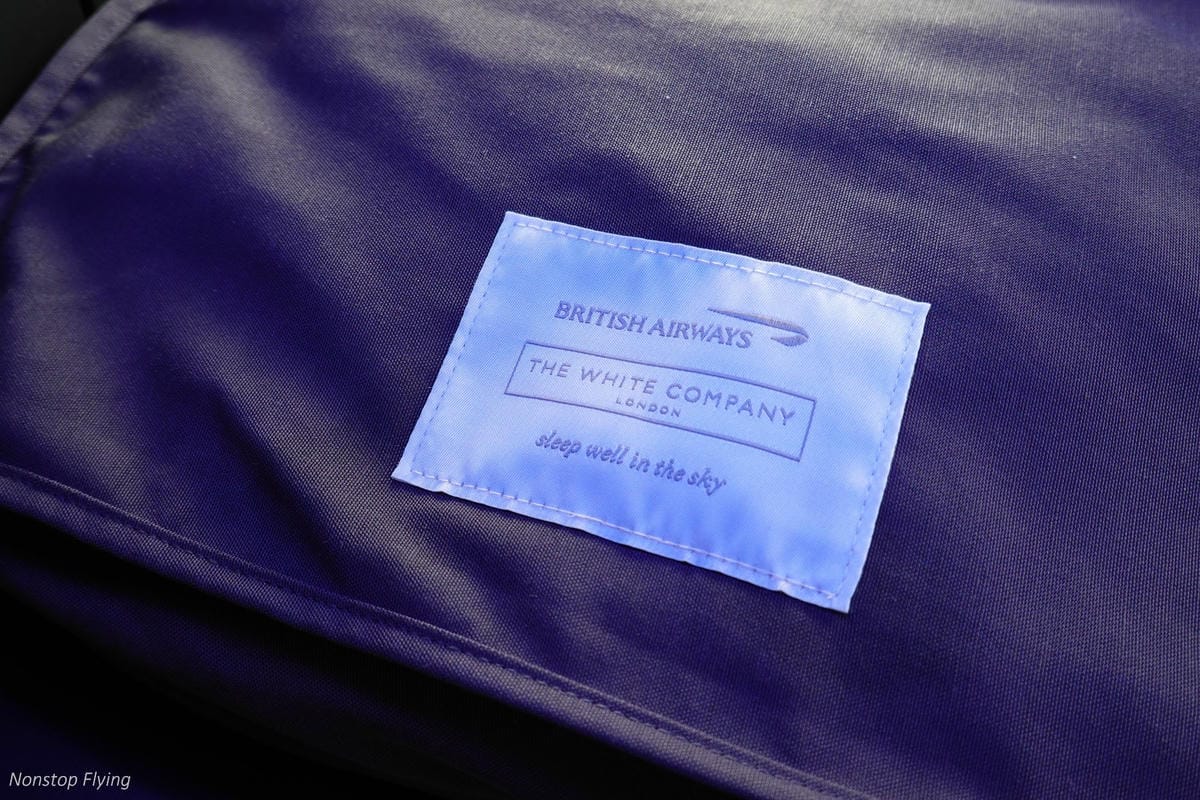 BRITISH AIRWAYS
THE WHITE COMPANY
LONDON
sleep well in the sky
Nonstop Flying